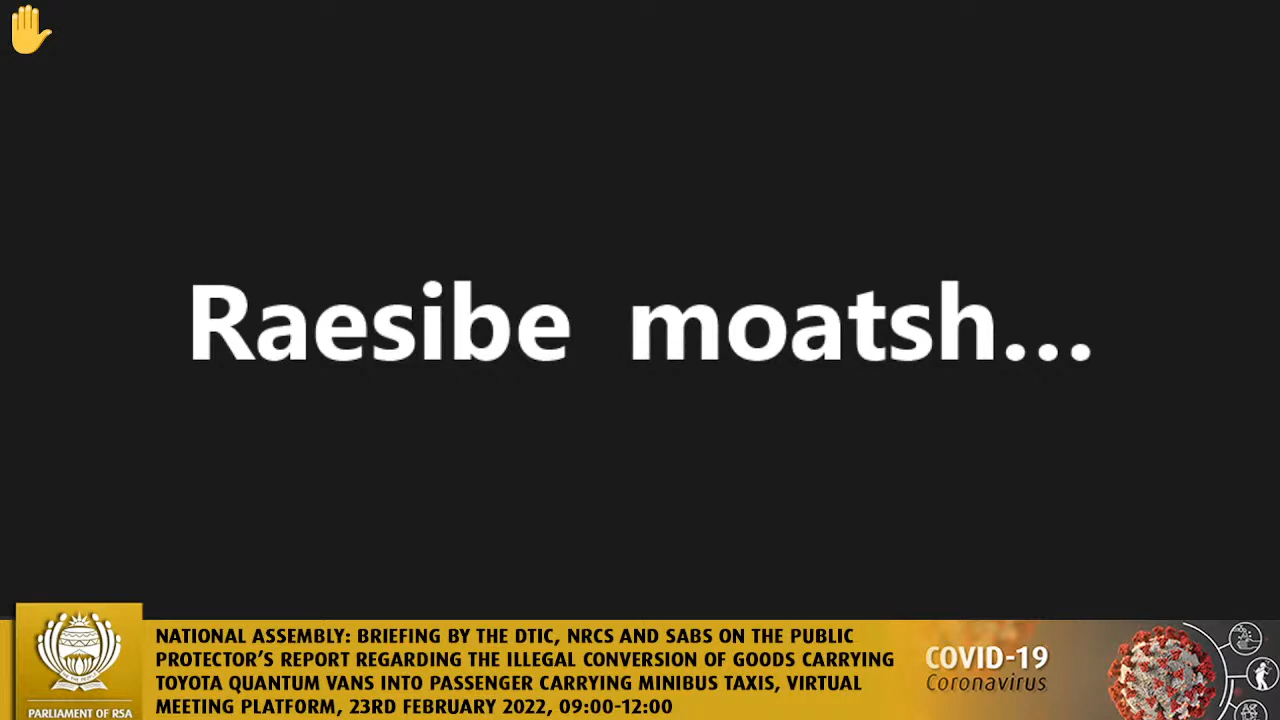 Raesibe moatsh...
NATIONAL ASSEMBLY: BRIEFING BY THE DTIC, NRCS AND SABS ON THE PUBLIC
PROTECTOR'S REPORT REGARDING THE ILLEGAL CONVERSION OF GOODS CARRYING
TOYOTA QUANTUM VANS INTO PASSENGER CARRYING MINIBUS TAXIS, VIRTUAL
MEETING PLATFORM, 23RD FEBRUARY 2022, 09:00-12:00
PARLIAMENT OF RSA
COVID-19
Coronavirus